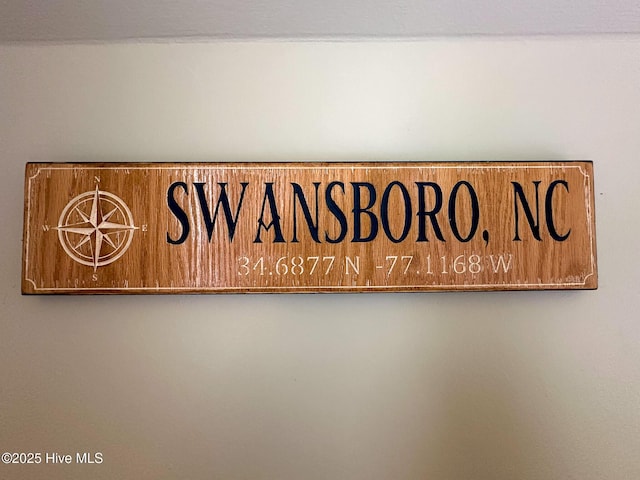 N
W E
S
SWANSBORO, NC
34.6877 N -77.1168 W
©2025 Hive MLS